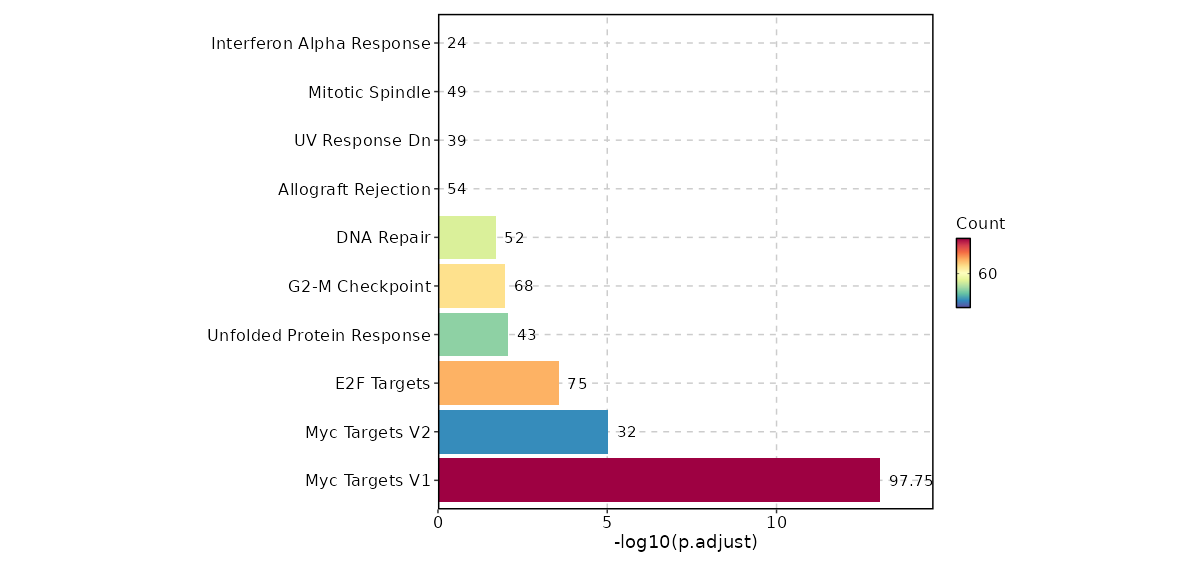 Interferon Alpha Response 24
Mitotic Spindle 49
UV Response Dn 39
Allograft Rejection 54
DNA Repair 52
G2-M Checkpoint 68
Unfolded Protein Response 43
E2F Targets 75
Myc Targets V2 32
Myc Targets V1 97.75
0 5 10
-log10(p.adjust)
Count
60